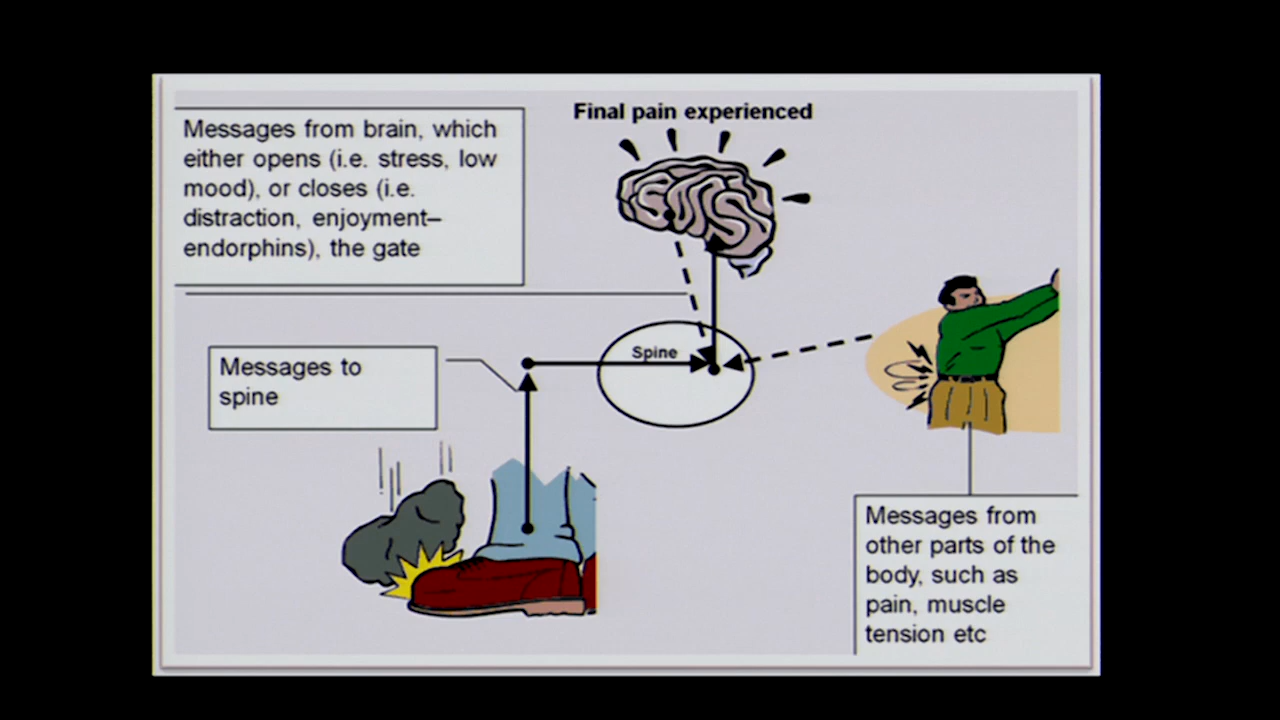 Final pain experienced
Messages from brain, which
either opens (i.e. stress, low
mood), or closes (i.e.
distraction, enjoyment–
endorphins), the gate
Spine
Messages to
spine
Messages from
other parts of the
body, such as
pain, muscle
tension etc